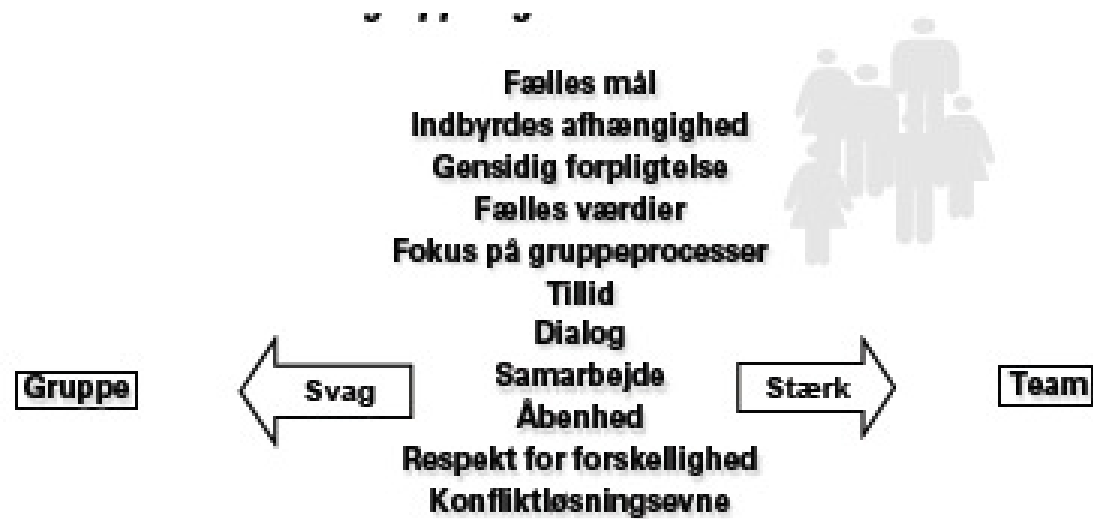 Fælles mål
Indbyrdes afhængighed
Gensidig forpligtelse
Fælles værdier
Fokus på gruppeprocesser
Tillid
Dialog
Samarbejde
Åbenhed
Respekt for forskellighed
Konfliktløsningsevne
Gruppe
Svag
Stærk
Team